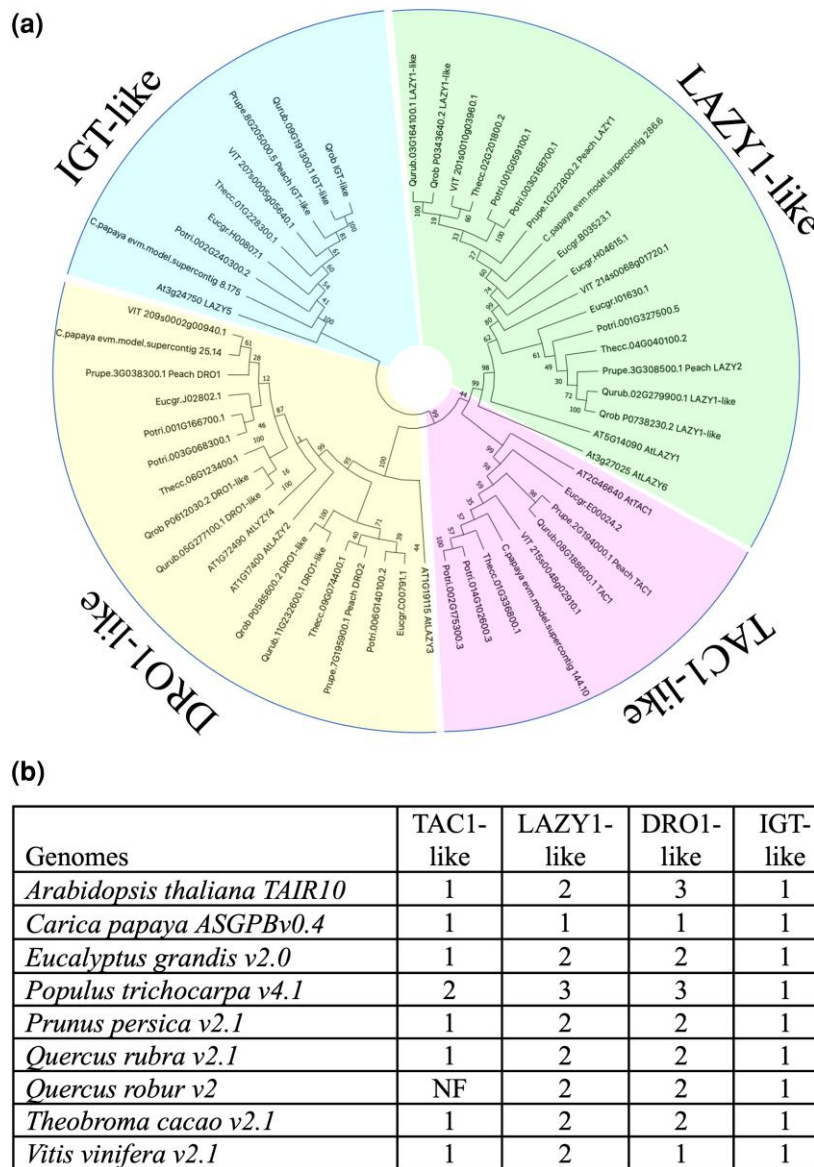 (a)
IGT-like
LAZY1-like
Qrob IGT-like
Qurub.09G191300.1 IGT-like
Prupe.8G205000.5 Peach IGT-like
VIT 207s0005g05640.1
Thecc.01G228300.1
Eucgr.H00807.1
Potri.002G240300.2
C.papaya evm.model.supercontig 8.175
At3g24750 LAZY5
Qurub.03G164100.1 LAZY1-like
Qrob P0343640.2 LAZY1-like
VIT 201s0010g03960.1
Thecc.02G201800.2
Potri.001G059100.1
Potri.003G168700.1
Prupe.1G222800.2 Peach LAZY1
C.papaya evm.model.supercontig 286.6
Eucgr.B03523.1
Eucgr.H04615.1
VIT 214s0068g01720.1
Eucgr.I01630.1
Potri.001G327500.5
Thecc.04G040100.2
Prupe.3G308500.1 Peach LAZY2
Qurub.02G279900.1 LAZY1-like
Qrob P0738230.2 LAZY1-like
AT5G14090 AtLAZY1
At3g27025 AtLAZY6
AT2G46640 AtTAC1
Eucgr.E00024.2
Prupe.2G194000.1 Peach TAC1
Qurub.08G188600.1 TAC1
VIT 215s0048g02910.1
C.papaya evm.model.supercontig 144.10
Thecc.01G336800.1
Potri.014G102600.3
Potri.002G175300.3
VIT 209s0002g00940.1
C.papaya evm.model.supercontig 25.14
Prupe.3G038300.1 Peach DRO1
Eucgr.J02802.1
Potri.001G166700.1
Potri.003G068300.1
Thecc.06G123400.1
Qrob P0612030.2 DRO1-like
Qurub.05G277100.1 DRO1-like
AT1G72490 AtLYZY4
AT1G17400 AtLAZY2
Qrob P0585600.2 DRO1-like
Qurub.11G232600.1 DRO1-like
Thecc.09G074400.1
Prupe.7G195900.1 Peach DRO2
Potri.006G140100.2
Eucgr.C00791.1
AT1G19115 AtLAZY3
DRO1-like
TAC1-like
(b)
Genomes TAC1-like LAZY1-like DRO1-like IGT-like
Arabidopsis thaliana TAIR10 1 2 3 1
Carica papaya ASGPBv0.4 1 1 1 1
Eucalyptus grandis v2.0 1 2 2 1
Populus trichocarpa v4.1 2 3 3 1
Prunus persica v2.1 1 2 2 1
Quercus rubra v2.1 1 2 2 1
Quercus robur v2 NF 2 2 1
Theobroma cacao v2.1 1 2 2 1
Vitis vinifera v2.1 1 2 1 1